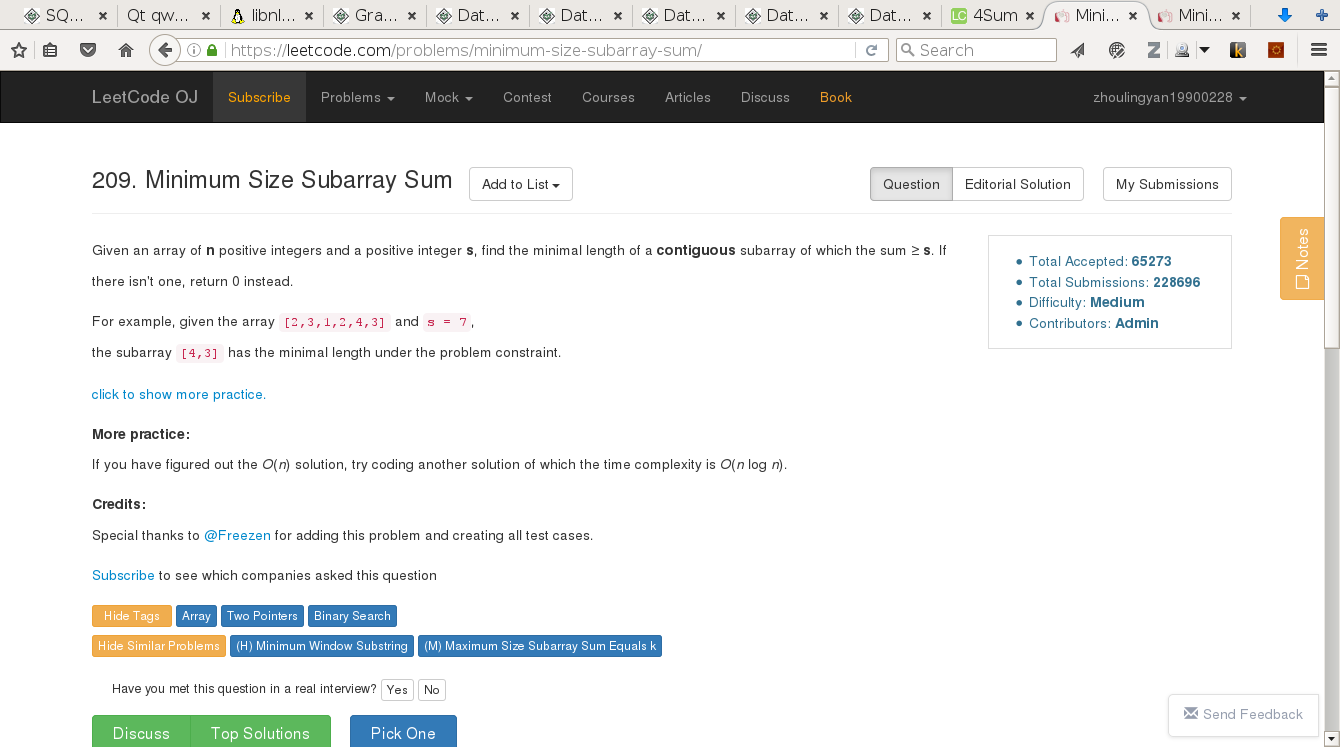 SQ... Qt qw... libnl... Gra... Dat... Dat... Dat... Dat... Dat... 4Sum Mini... Mini...
https://leetcode.com/problems/minimum-size-subarray-sum/ Search
LeetCode OJ Subscribe Problems Mock Contest Courses Articles Discuss Book zhoulingyan19900228
209. Minimum Size Subarray Sum Add to List Question Editorial Solution My Submissions
Given an array of n positive integers and a positive integer s, find the minimal length of a contiguous subarray of which the sum ≥ s. If
there isn't one, return 0 instead.
For example, given the array [2,3,1,2,4,3] and s = 7,
the subarray [4,3] has the minimal length under the problem constraint.
click to show more practice.
More practice:
If you have figured out the O(n) solution, try coding another solution of which the time complexity is O(n log n).
Credits:
Special thanks to @Freezen for adding this problem and creating all test cases.
Subscribe to see which companies asked this question
Hide Tags Array Two Pointers Binary Search
Hide Similar Problems (H) Minimum Window Substring (M) Maximum Size Subarray Sum Equals k
Have you met this question in a real interview? Yes No
Discuss Top Solutions Pick One
Total Accepted: 65273
Total Submissions: 228696
Difficulty: Medium
Contributors: Admin
Notes
Send Feedback